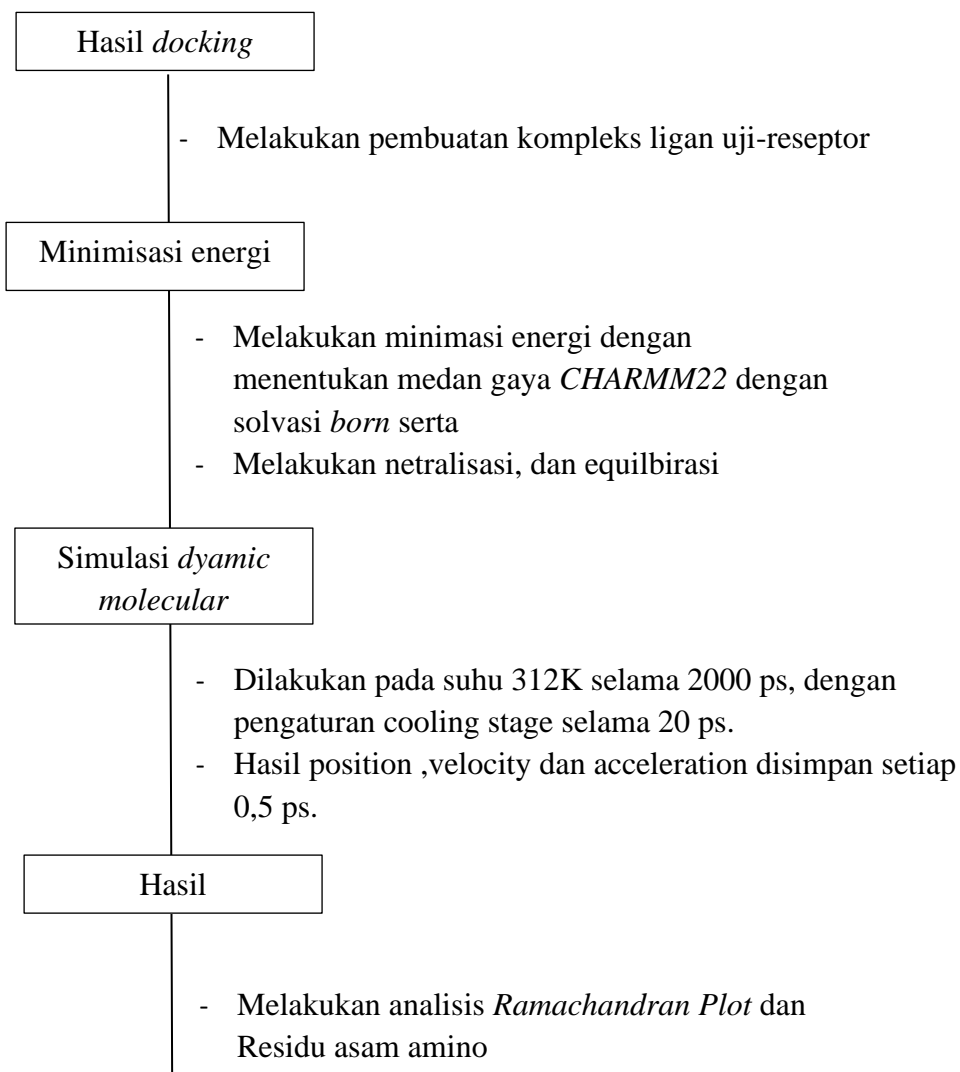 Hasil docking
- Melakukan pembuatan kompleks ligan uji-reseptor
Minimisasi energi
- Melakukan minimasi energi dengan
menentukan medan gaya CHARMM22 dengan
solvasi born serta
- Melakukan netralisasi, dan equilbirasi
Simulasi dyamic
molecular
- Dilakukan pada suhu 312K selama 2000 ps, dengan
pengaturan cooling stage selama 20 ps.
- Hasil position ,velocity dan acceleration disimpan setiap
0,5 ps.
Hasil
- Melakukan analisis Ramachandran Plot dan
Residu asam amino